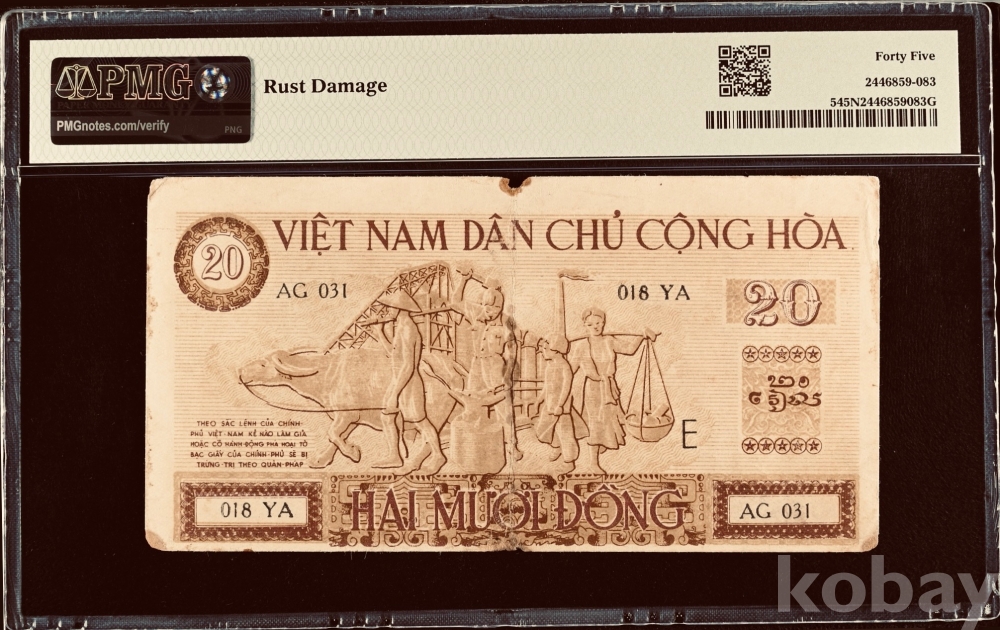 PMG
PMGnotes.com/verify
PNG
Rust Damage
Forty Five
2446859-083
545N2446859083G
20
VIỆT NAM DÂN CHỦ CỘNG HÒA
AG 031
018 YA
20
THEO SẮC LỆNH CỦA CHÍNH-
PHỦ VIỆT-NAM KẺ NÀO LÀM GIẢ
HOẶC CÓ HÀNH-ĐỘNG PHÁ HOẠI TỜ
BẠC GIẤY CỦA CHÍNH-PHỦ SẼ BỊ
TRỪNG-TRỊ THEO QUÂN-PHÁP
E
018 YA
HAI MƯƠI ĐỒNG
AG 031
kobay